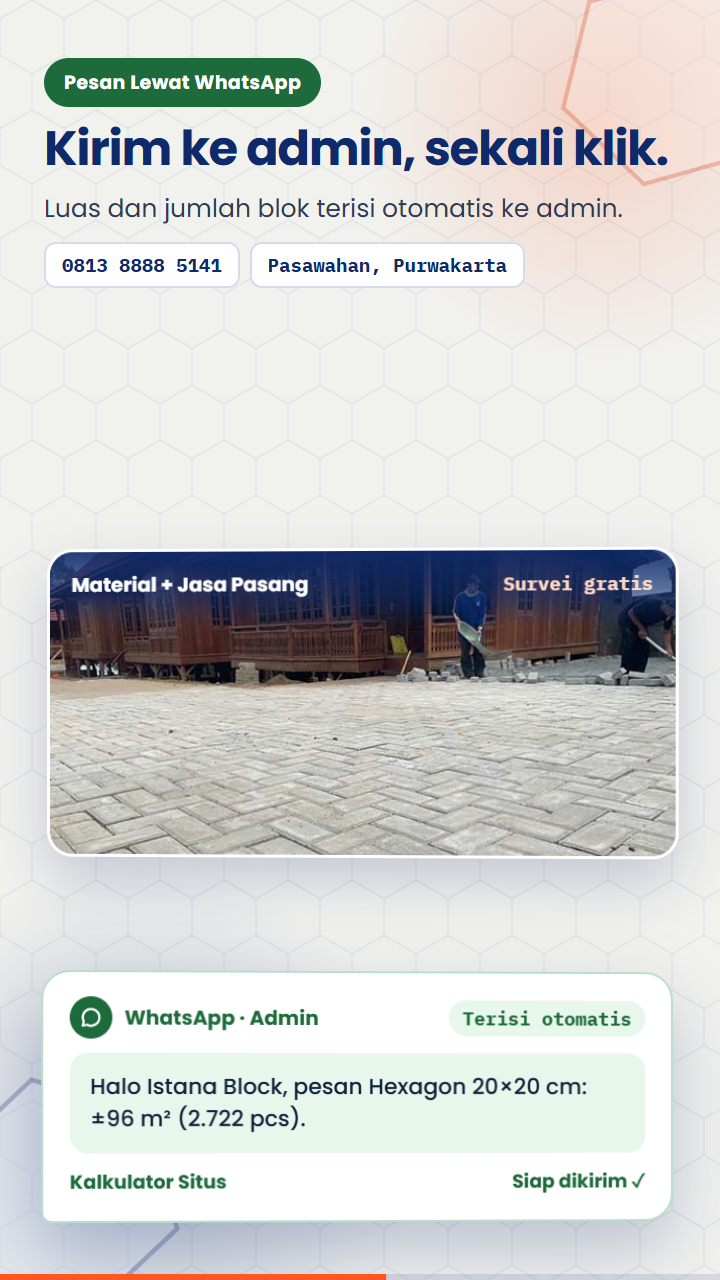 Pesan Lewat WhatsApp
Kirim ke admin, sekali klik.
Luas dan jumlah blok terisi otomatis ke admin.
0813 8888 5141
Pasawahan, Purwakarta
Material + Jasa Pasang
Survei gratis
WhatsApp · Admin
Terisi otomatis
Halo Istana Block, pesan Hexagon 20×20 cm:
±96 m² (2.722 pcs).
Kalkulator Situs
Siap dikirim ✓